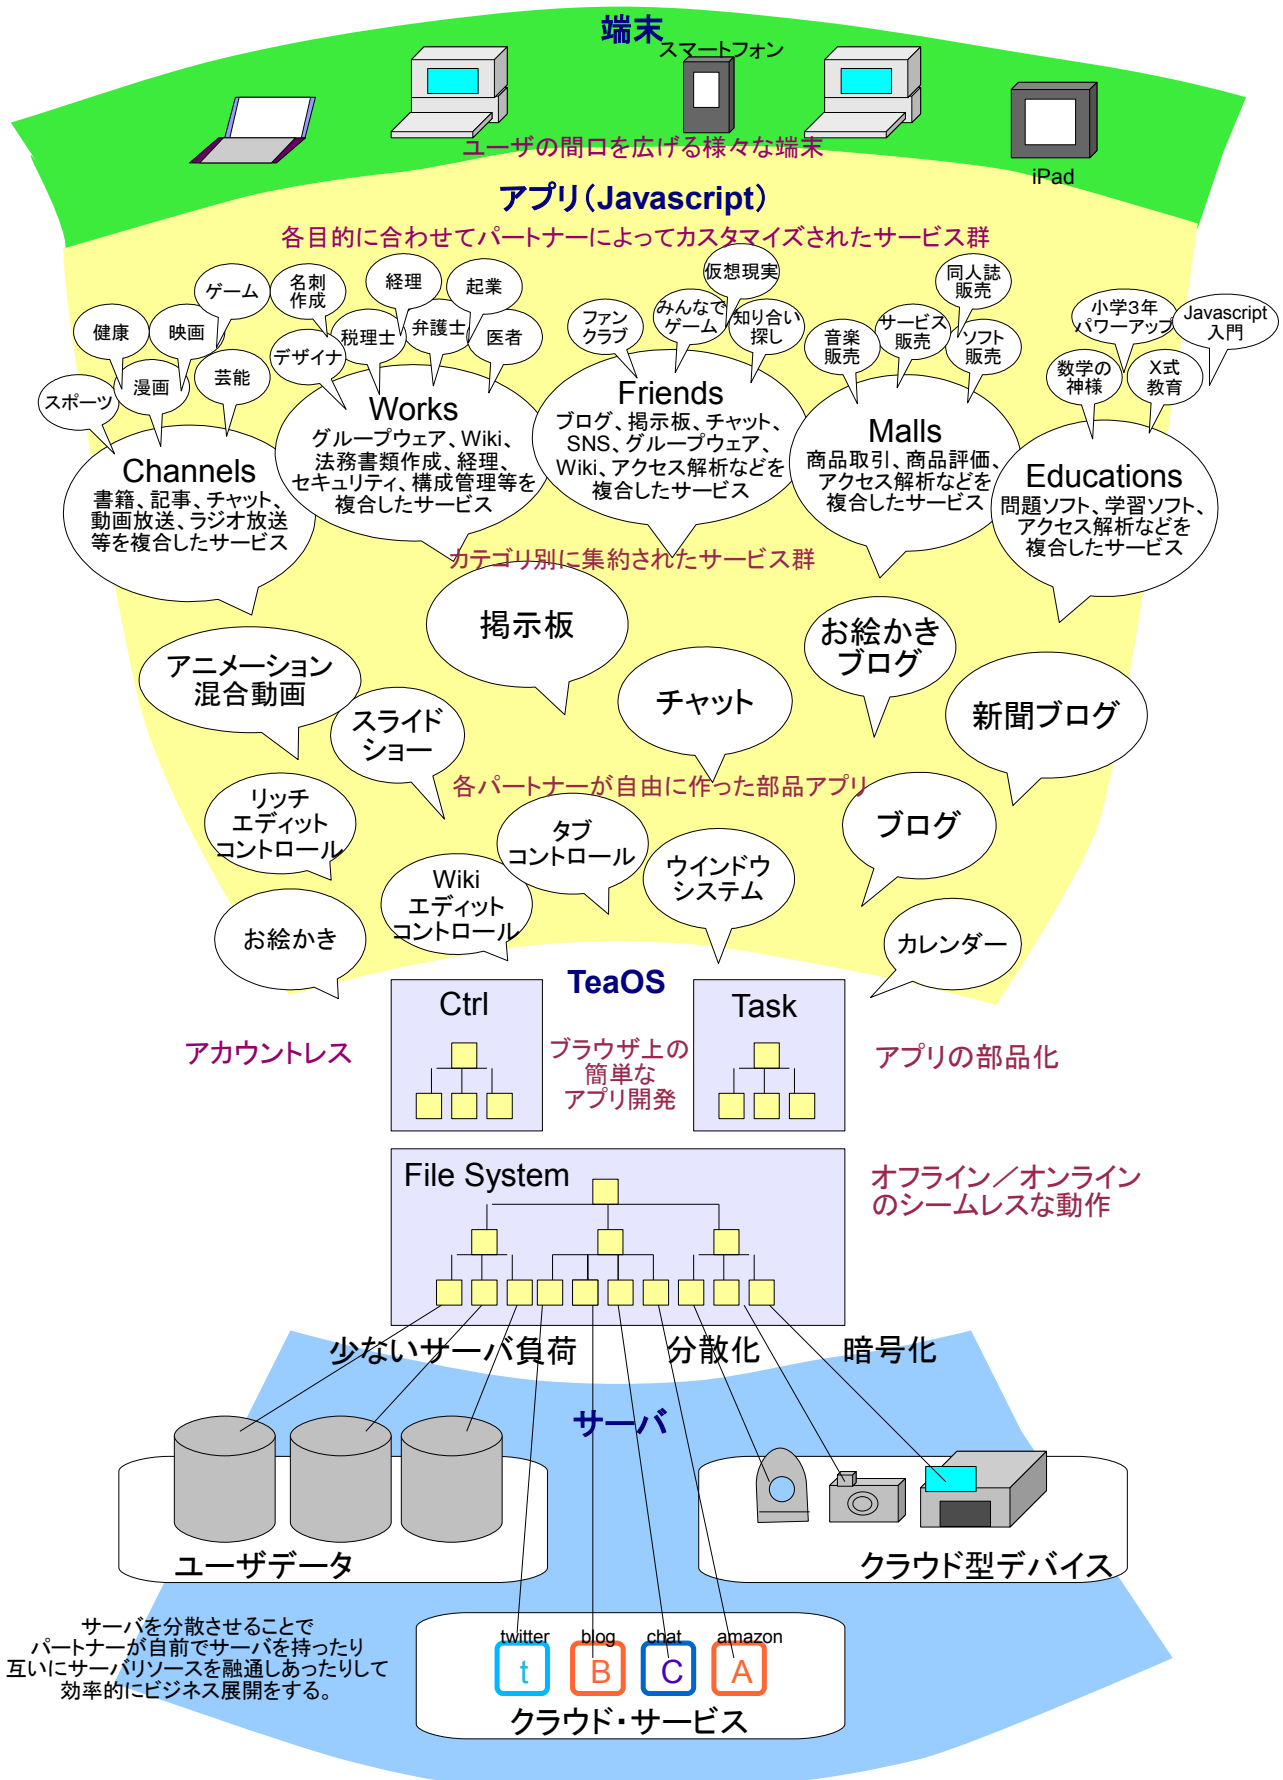 端末
スマートフォン
ユーザの間口を広げる様々な端末
iPad
アプリ（Javascript）
各目的に合わせてパートナーによってカスタマイズされたサービス群
健康
映画
ゲーム
スポーツ
漫画
芸能
名刺
作成
経理
起業
デザイナ
税理士
弁護士
医者
仮想現実
ファン
クラブ
みんなで
ゲーム
知り合い
探し
同人誌
販売
音楽
販売
サービス
販売
ソフト
販売
小学3年
パワーアップ
Javascript
入門
数学の
神様
X式
教育
Channels
書籍、記事、チャット、
動画放送、ラジオ放送
等を複合したサービス
Works
グループウェア、Wiki、
法務書類作成、経理、
セキュリティ、構成管理等を
複合したサービス
Friends
ブログ、掲示板、チャット、
SNS、グループウェア、
Wiki、アクセス解析などを
複合したサービス
Malls
商品取引、商品評価、
アクセス解析などを
複合したサービス
Educations
問題ソフト、学習ソフト、
アクセス解析などを
複合したサービス
カテゴリ別に集約されたサービス群
掲示板
お絵かき
ブログ
アニメーション
混合動画
チャット
新聞ブログ
スライド
ショー
各パートナーが自由に作った部品アプリ
リッチ
エディット
コントロール
タブ
コントロール
ブログ
Wiki
エディット
コントロール
ウインドウ
システム
お絵かき
カレンダー
TeaOS
Ctrl
Task
アカウントレス
ブラウザ上の
簡単な
アプリ開発
アプリの部品化
File System
オフライン／オンライン
のシームレスな動作
少ないサーバ負荷
分散化
暗号化
サーバ
ユーザデータ
クラウド型デバイス
サーバを分散させることで
パートナーが自前でサーバを持ったり
互いにサーバリソースを融通しあったりして
効率的にビジネス展開をする。
twitter
blog
chat
amazon
t
B
C
A
クラウド・サービス